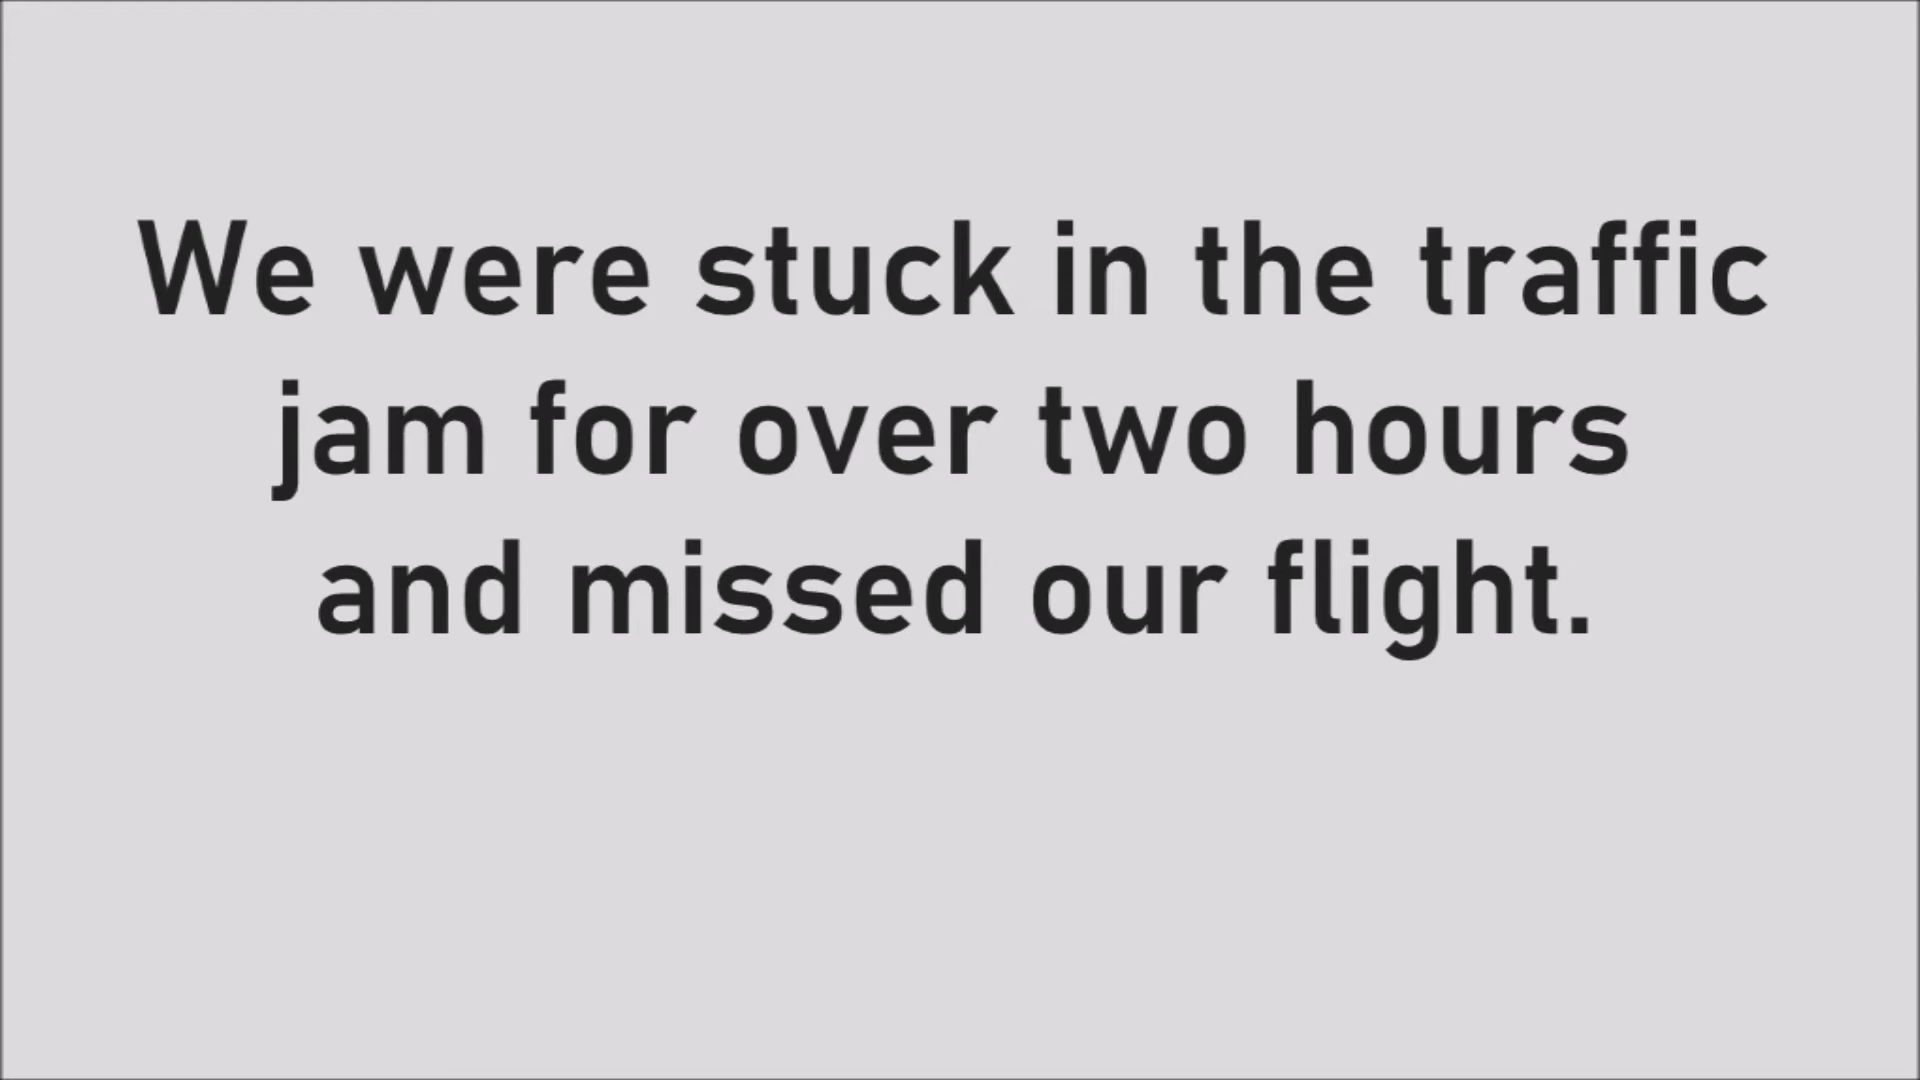 We were stuck in the traffic
jam for over two hours
and missed our flight.